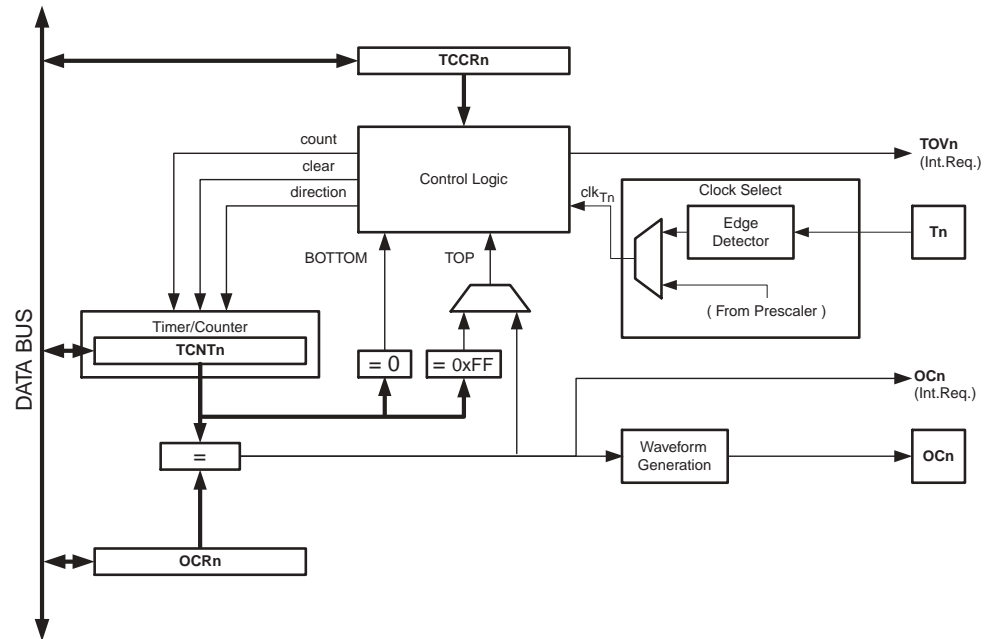 TCCRn
count
clear
direction
Control Logic
TOVn
(Int.Req.)
clkTn
Clock Select
Edge
Detector
Tn
( From Prescaler )
BOTTOM
TOP
DATA BUS
Timer/Counter
TCNTn
= 0
= 0xFF
OCn
(Int.Req.)
=
Waveform
Generation
OCn
OCRn